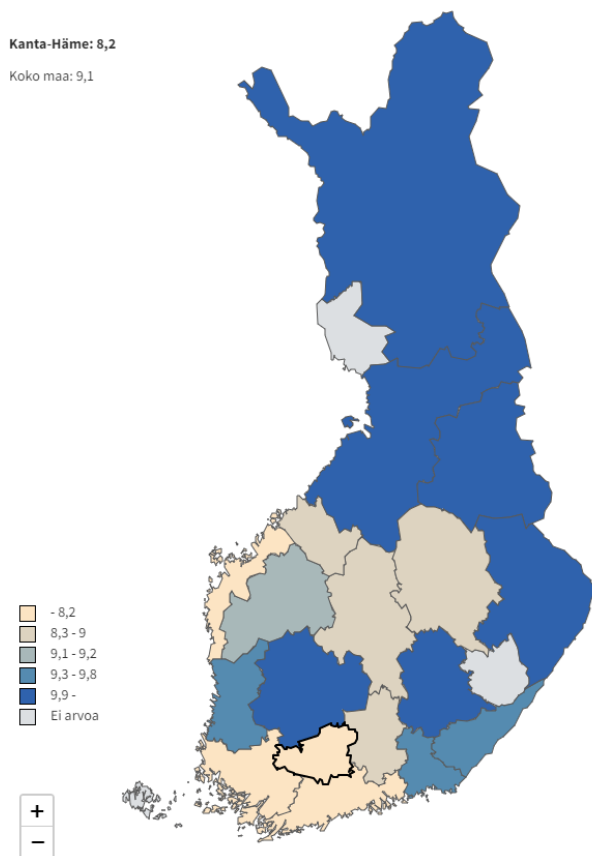 Kanta-Häme: 8,2
Koko maa: 9,1
- 8,2
8,3 - 9
9,1 - 9,2
9,3 - 9,8
9,9 -
Ei arvoa
+
−